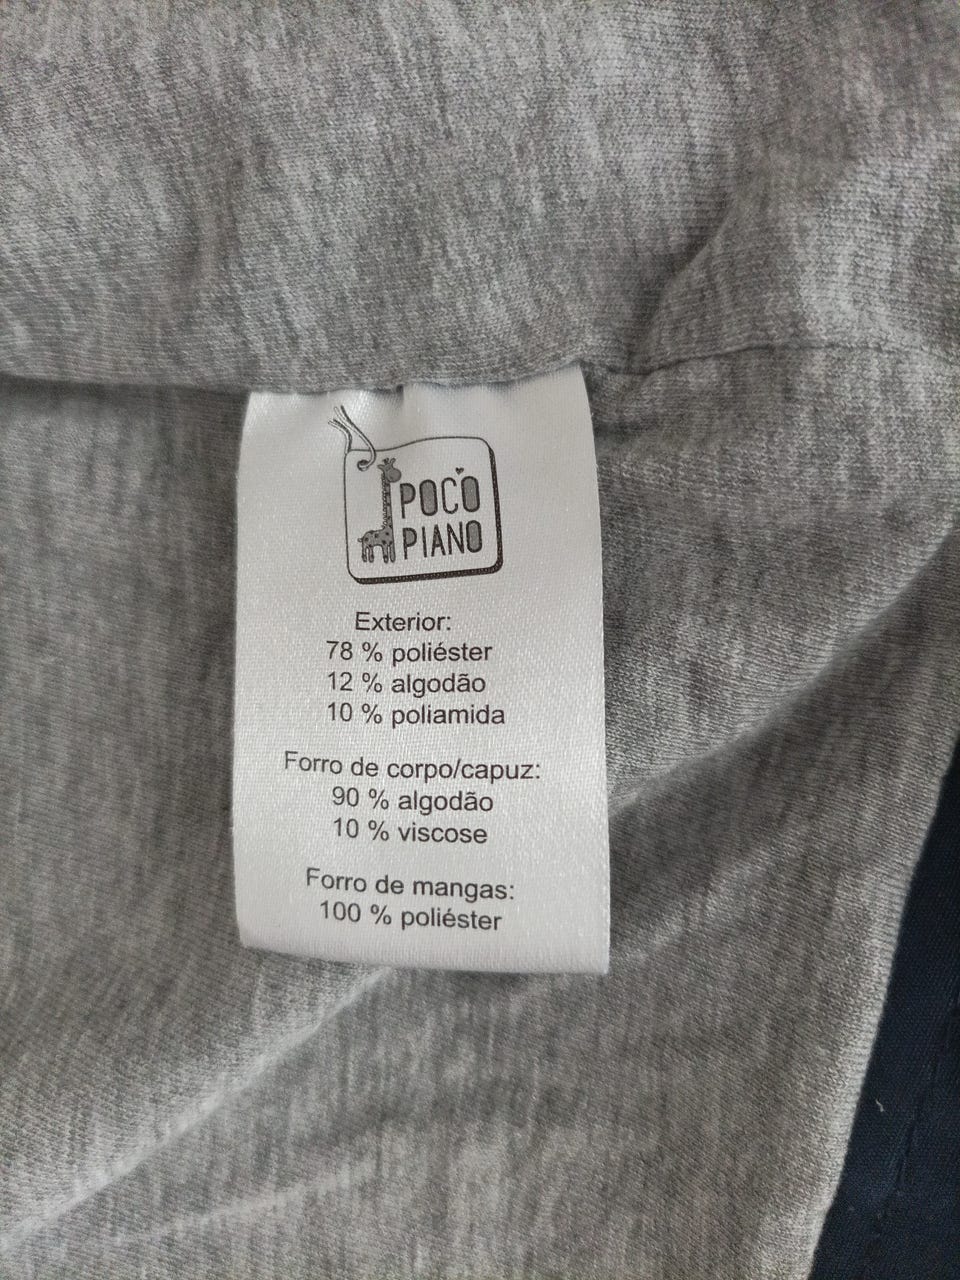 POCO
PIANO
Exterior:
78 % poliéster
12 % algodão
10 % poliamida
Forro de corpo/capuz:
90 % algodão
10 % viscose
Forro de mangas:
100 % poliéster